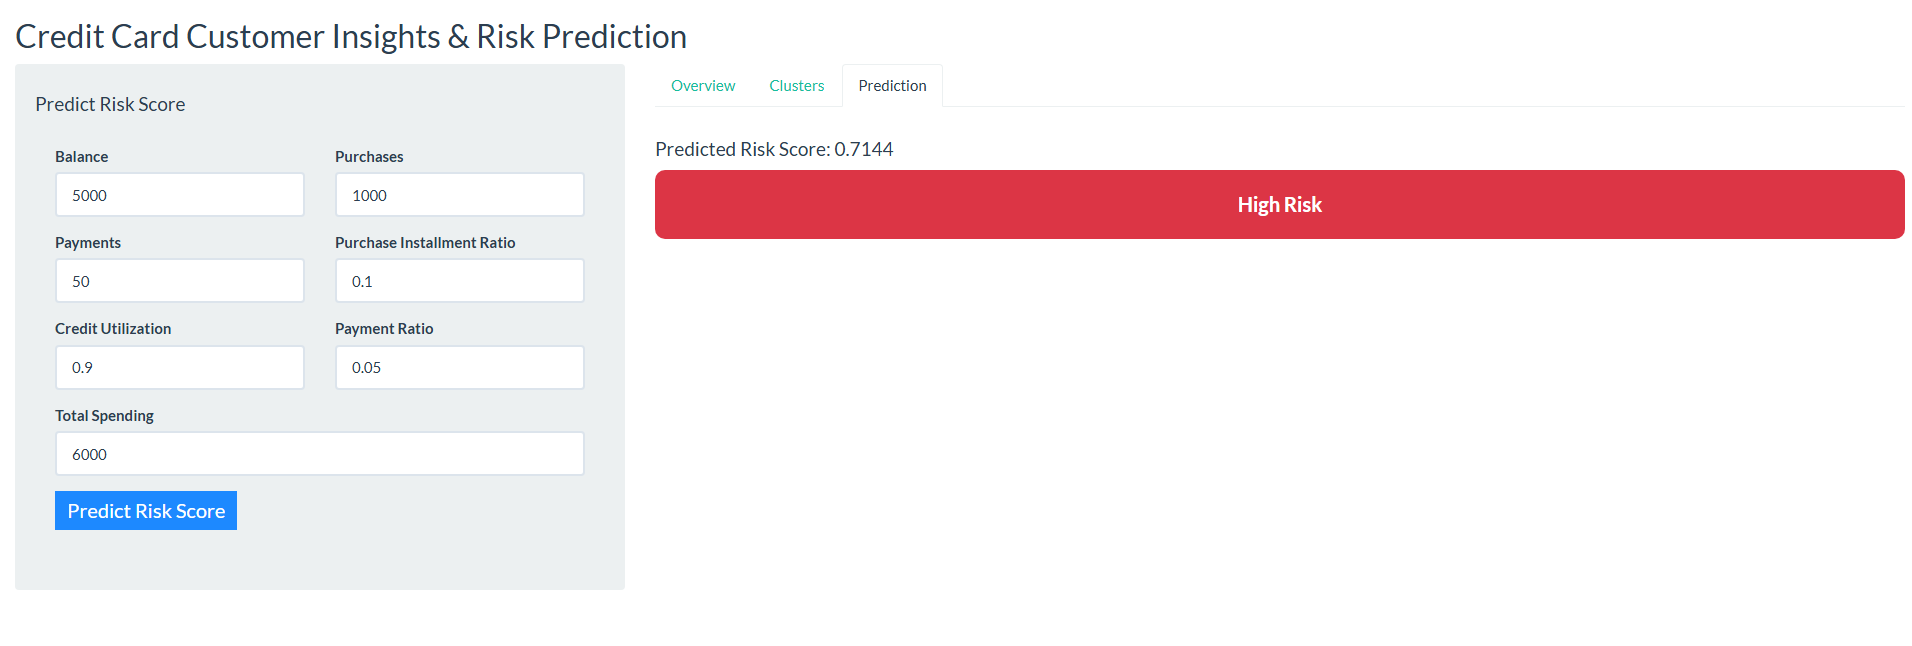 Credit Card Customer Insights & Risk Prediction
Predict Risk Score
Balance
5000
Purchases
1000
Payments
50
Purchase Installment Ratio
0.1
Credit Utilization
0.9
Payment Ratio
0.05
Total Spending
6000
Predict Risk Score
Overview Clusters Prediction
Predicted Risk Score: 0.7144
High Risk